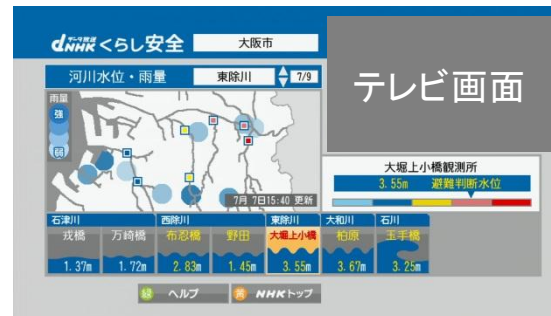 データ放送
dNHK くらし安全 大阪市
テレビ画面
河川水位・雨量 東除川 7/9
雨量
強
弱
7月 7日15:40 更新
大堀上小橋観測所
3.55m 避難判断水位
石津川 西除川 東除川 大和川 石川
戎橋 万崎橋 布忍橋 野田 大堀上小橋 柏原 玉手橋
1.37m 1.72m 2.83m 1.45m 3.55m 3.67m 3.25m
緑 ヘルプ 黄 NHKトップ